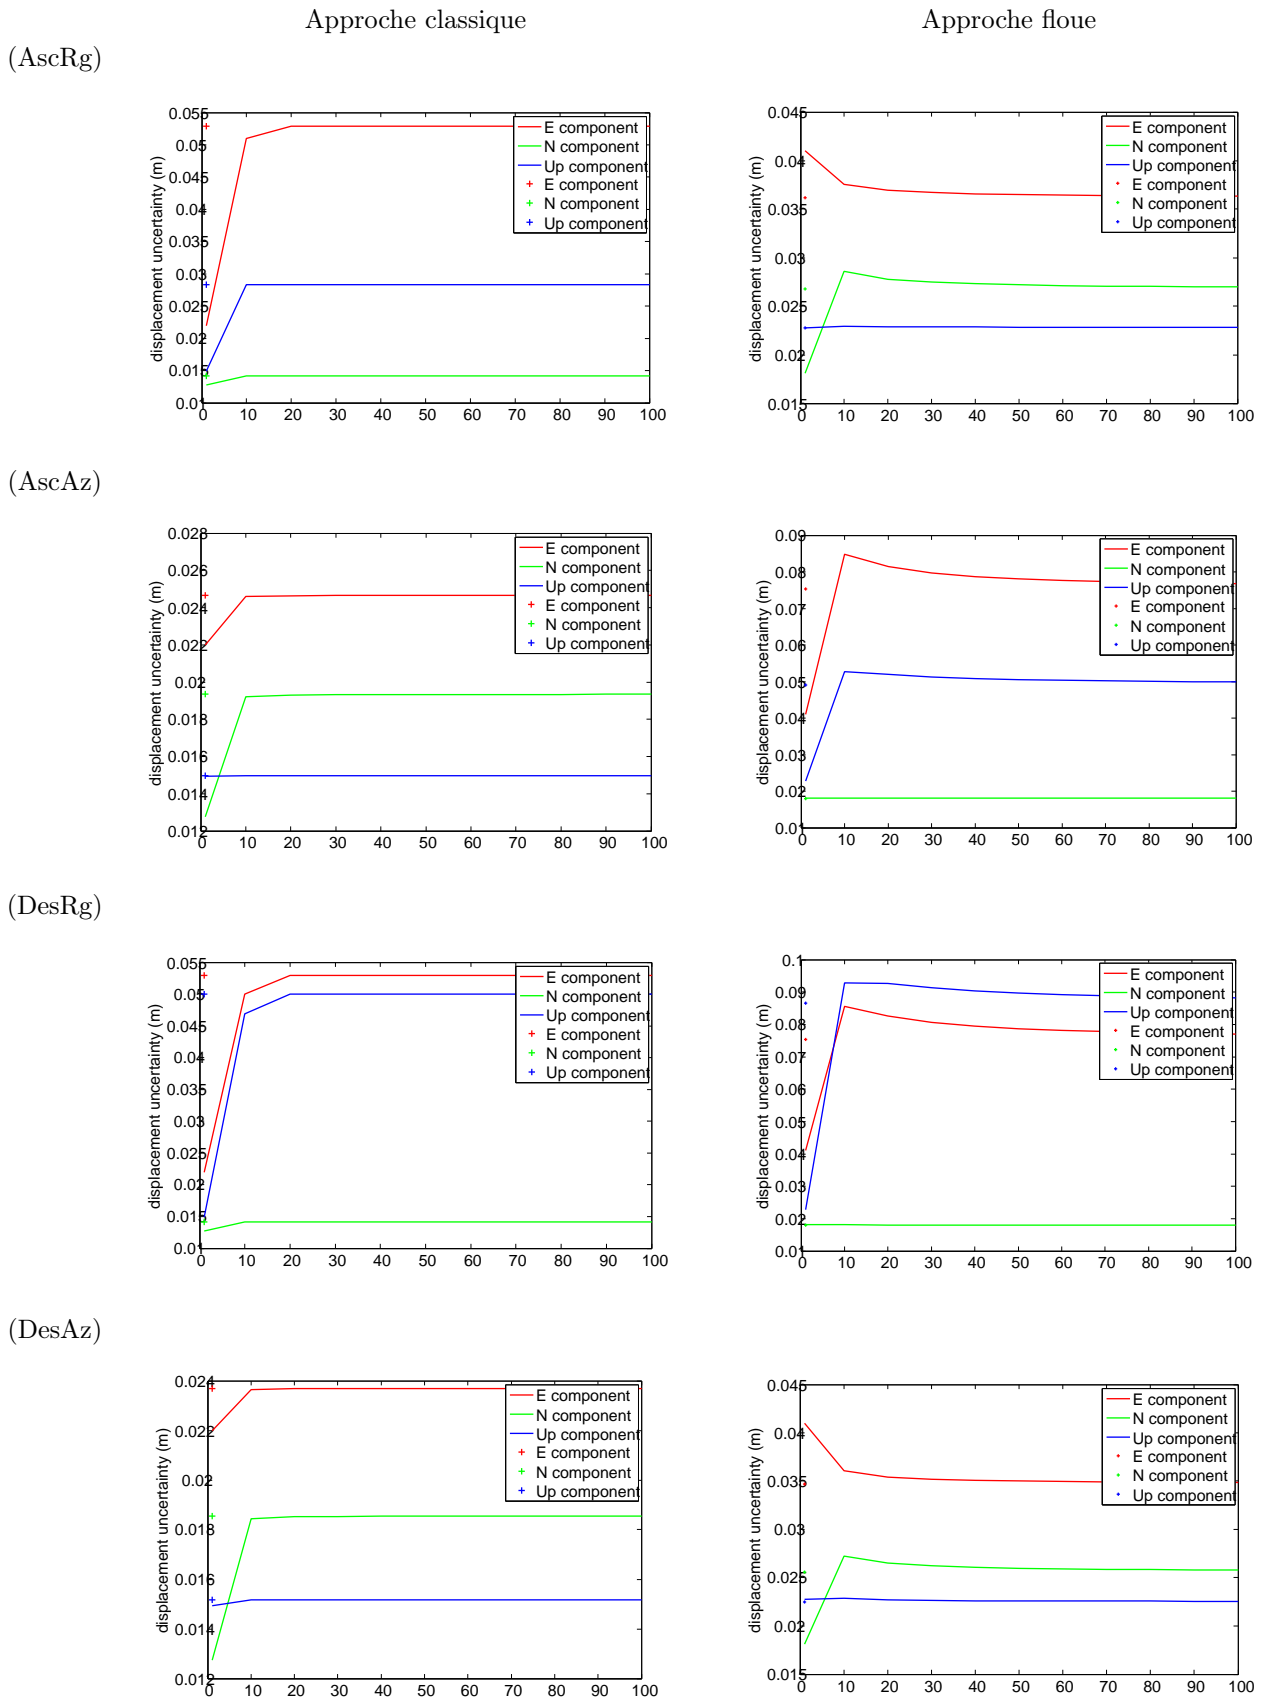 Approche classique
Approche floue
(AscRg)
displacement uncertainty (m)
0.055
0.05
0.045
0.04
0.035
0.03
0.025
0.02
0.015
0.01
0 10 20 30 40 50 60 70 80 90 100
E component
N component
Up component
E component
N component
Up component
displacement uncertainty (m)
0.045
0.04
0.035
0.03
0.025
0.02
0.015
0 10 20 30 40 50 60 70 80 90 100
E component
N component
Up component
E component
N component
Up component
(AscAz)
displacement uncertainty (m)
0.028
0.026
0.024
0.022
0.02
0.018
0.016
0.014
0.012
0 10 20 30 40 50 60 70 80 90 100
E component
N component
Up component
E component
N component
Up component
displacement uncertainty (m)
0.09
0.08
0.07
0.06
0.05
0.04
0.03
0.02
0.01
0 10 20 30 40 50 60 70 80 90 100
E component
N component
Up component
E component
N component
Up component
(DesRg)
displacement uncertainty (m)
0.055
0.05
0.045
0.04
0.035
0.03
0.025
0.02
0.015
0.01
0 10 20 30 40 50 60 70 80 90 100
E component
N component
Up component
E component
N component
Up component
displacement uncertainty (m)
0.1
0.09
0.08
0.07
0.06
0.05
0.04
0.03
0.02
0.01
0 10 20 30 40 50 60 70 80 90 100
E component
N component
Up component
E component
N component
Up component
(DesAz)
displacement uncertainty (m)
0.024
0.022
0.02
0.018
0.016
0.014
0.012
0 10 20 30 40 50 60 70 80 90 100
E component
N component
Up component
E component
N component
Up component
displacement uncertainty (m)
0.045
0.04
0.035
0.03
0.025
0.02
0.015
0 10 20 30 40 50 60 70 80 90 100
E component
N component
Up component
E component
N component
Up component